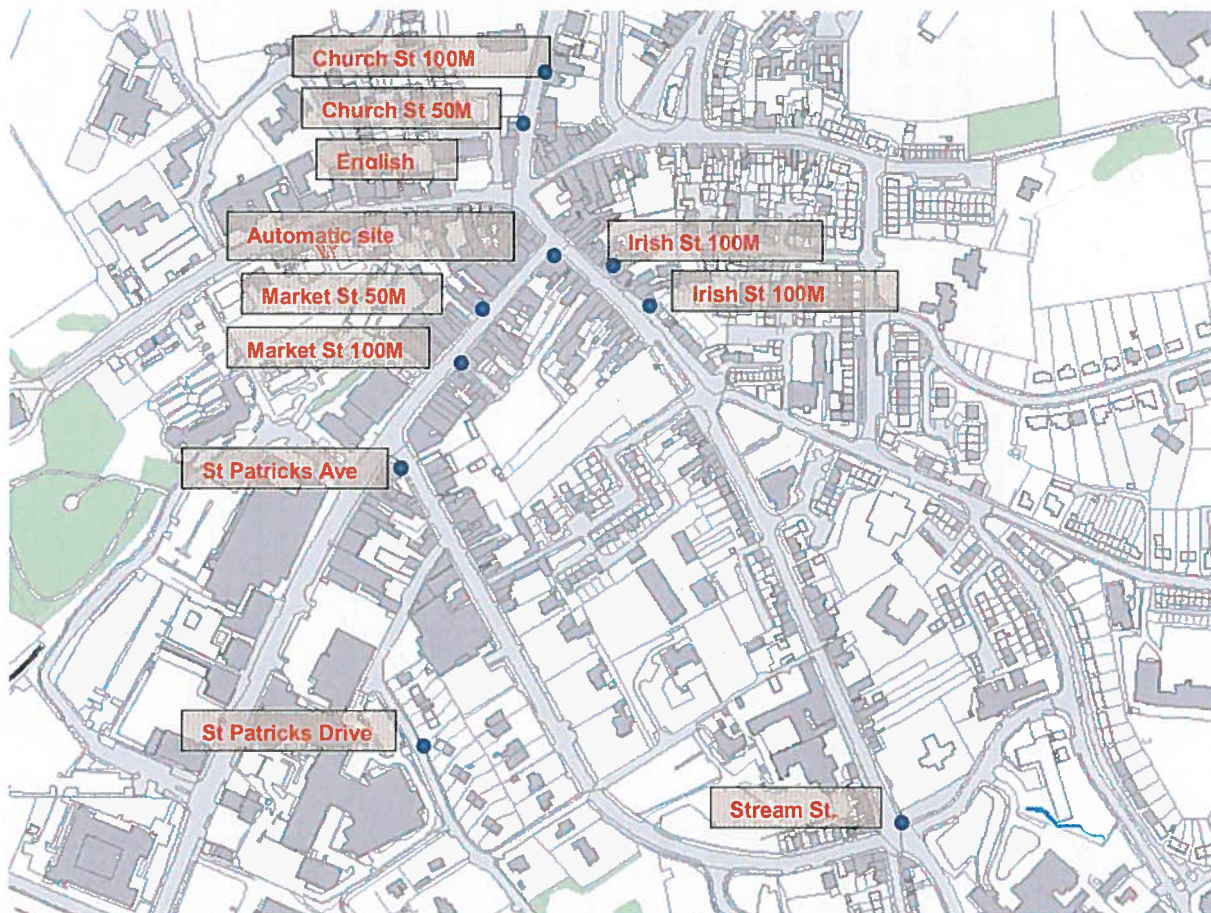 Church St 100M
Church St 50M
English
Automatic site
Irish St 100M
Market St 50M
Irish St 100M
Market St 100M
St Patricks Ave
St Patricks Drive
Stream St.